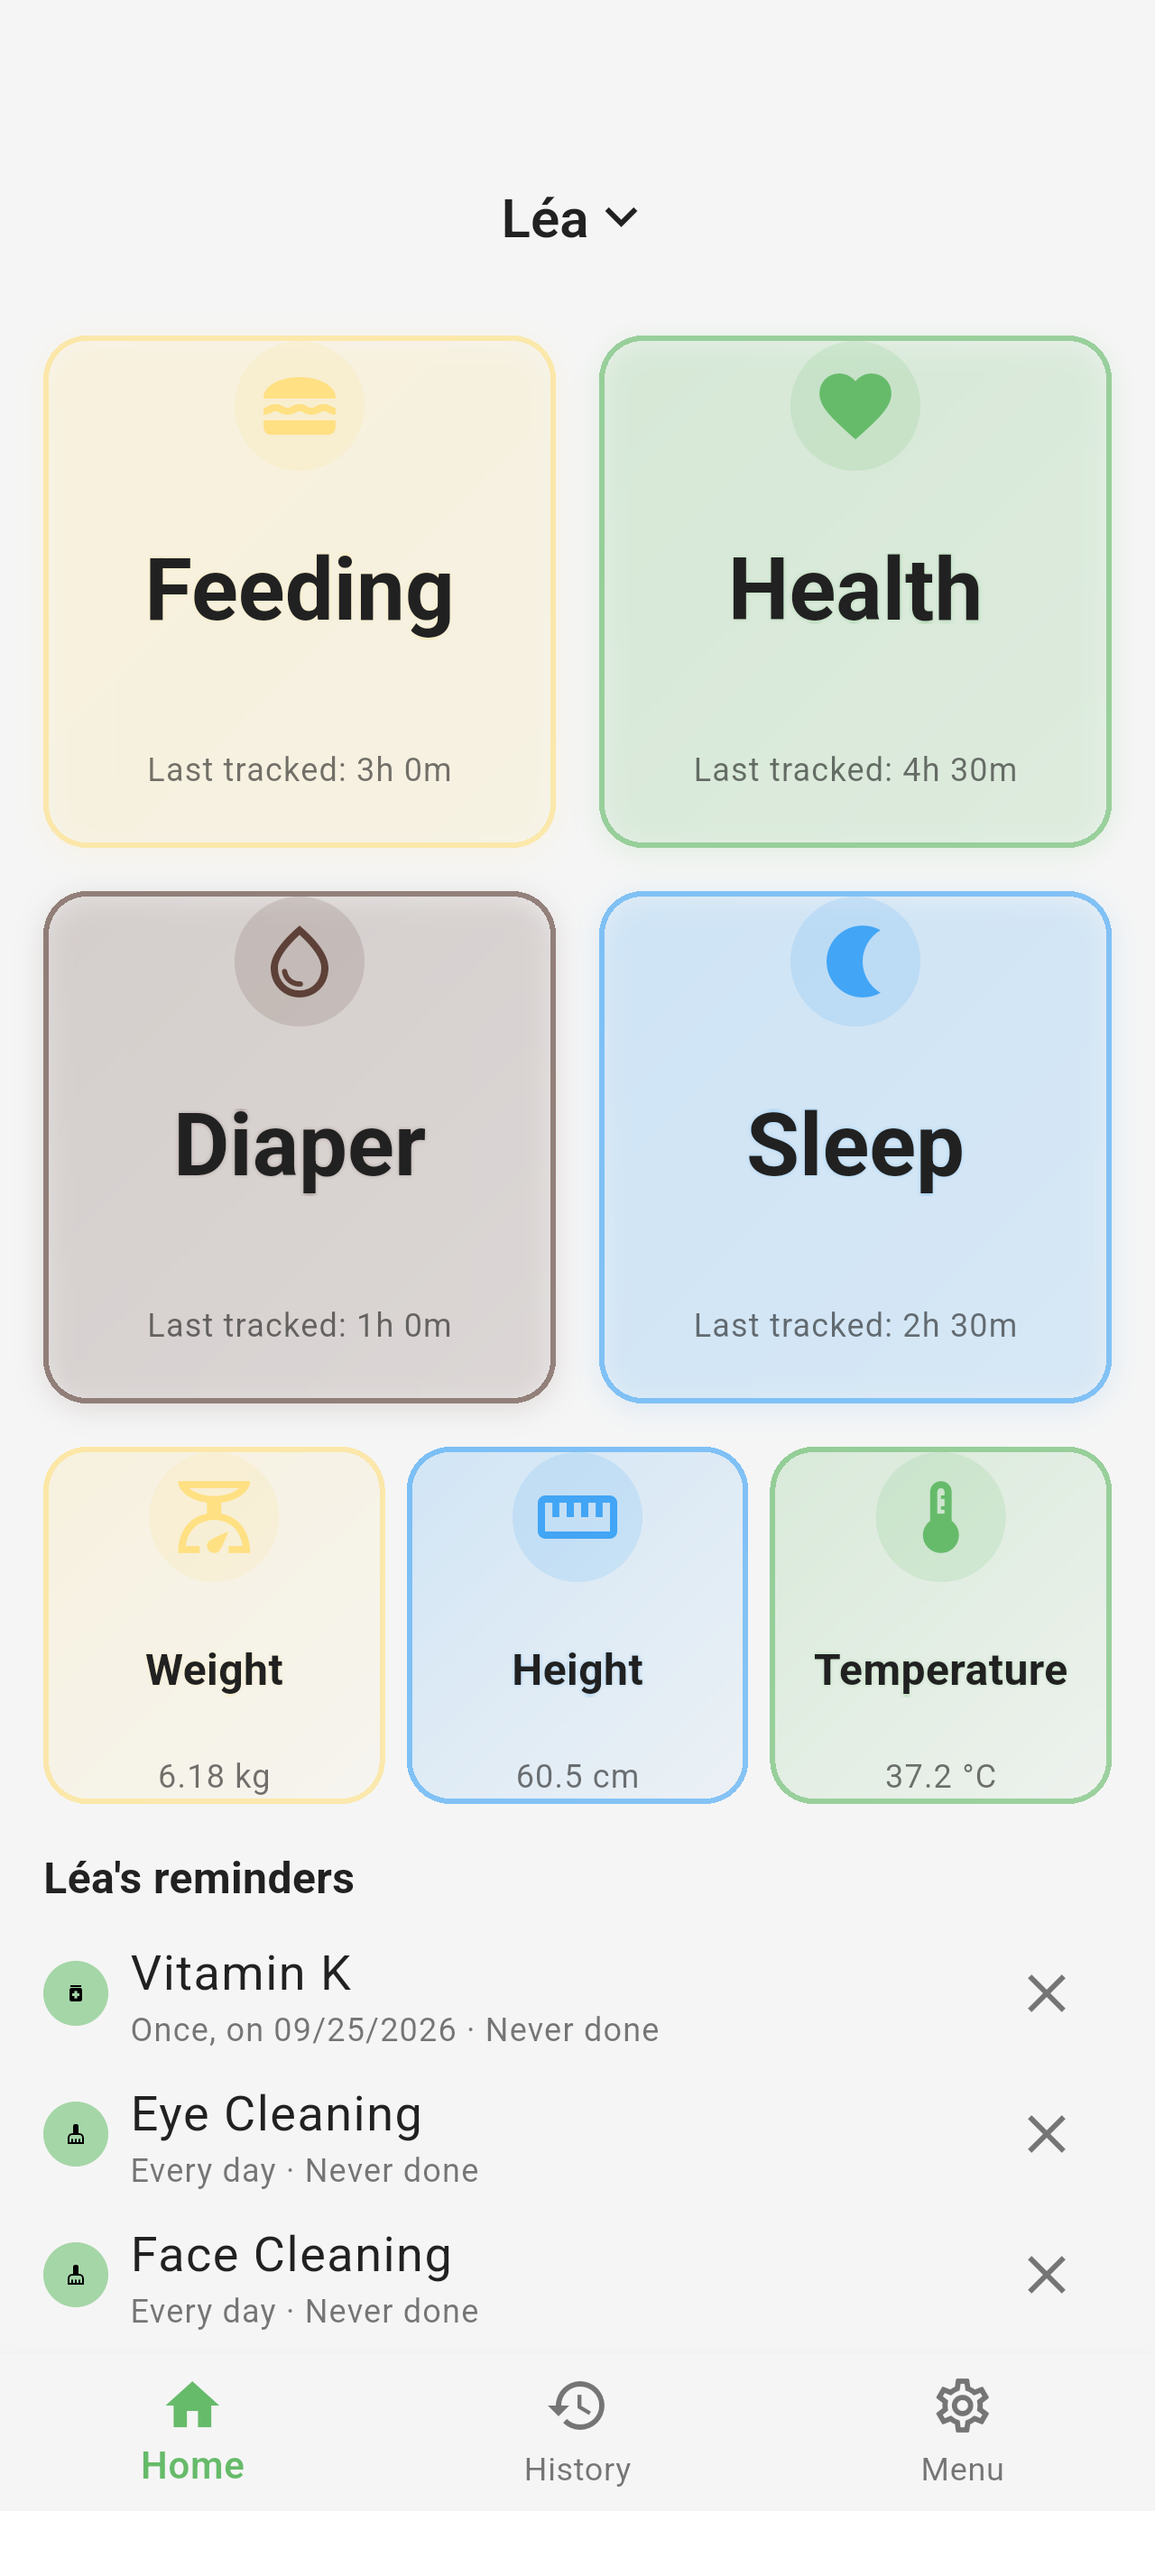 Léa
Feeding
Last tracked: 3h 0m
Health
Last tracked: 4h 30m
Diaper
Last tracked: 1h 0m
Sleep
Last tracked: 2h 30m
Weight
6.18 kg
Height
60.5 cm
Temperature
37.2 °C
Léa's reminders
Vitamin K
Once, on 09/25/2026 · Never done
Eye Cleaning
Every day · Never done
Face Cleaning
Every day · Never done
Home
History
Menu